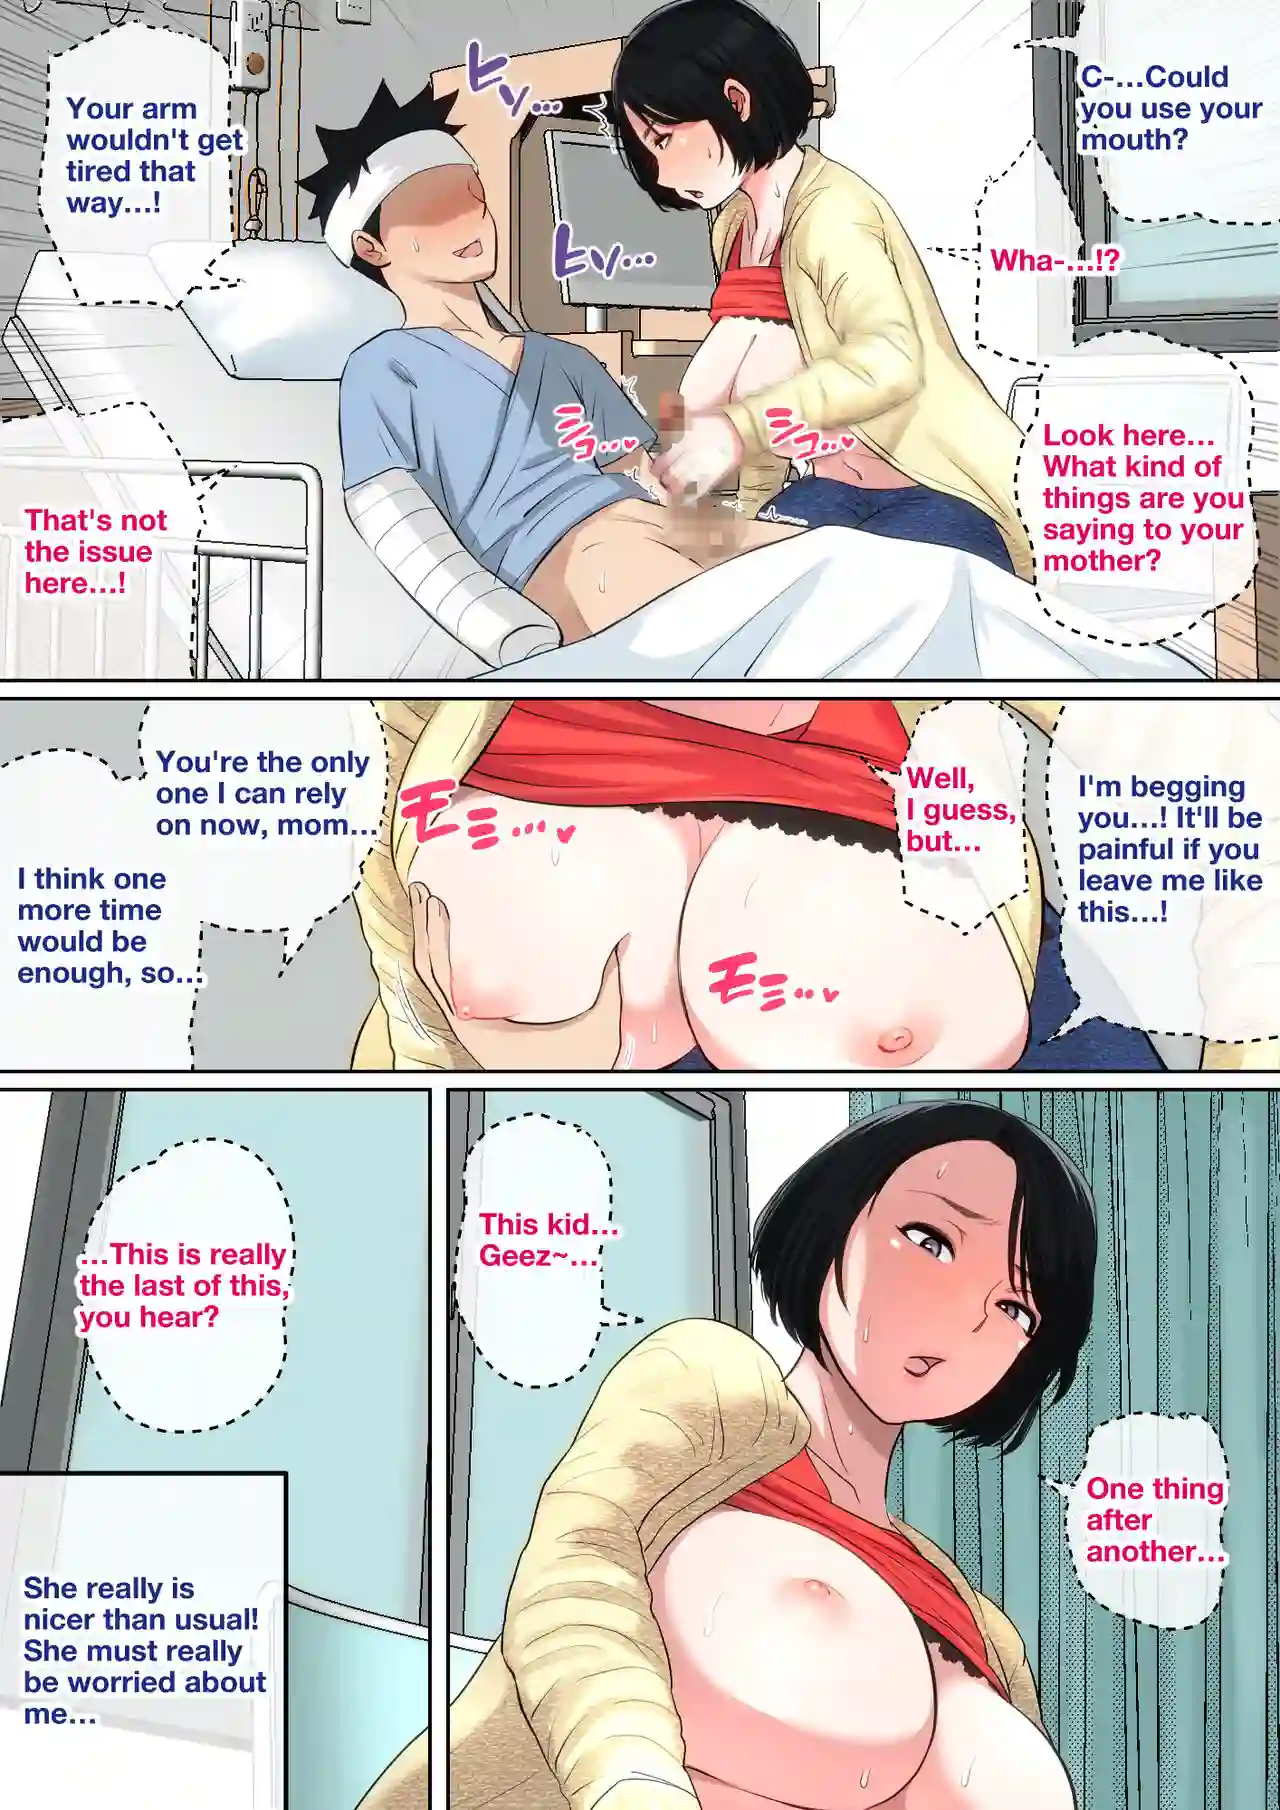 C-...Could
you use your
mouth?
Wha-...!?
Look here...
What kind of
things are you
saying to your
mother?
ヒソ...
ヒソ...
シコ..♥
シコ..♥
Your arm
wouldn't get
tired that
way...!
That's not
the issue
here...!
I'm begging
you...! It'll be
painful if you
leave me like
this...!
Well,
I guess,
but...
モミ...♥
モミ...♥
You're the only
one I can rely
on now, mom...
I think one
more time
would be
enough, so...
This kid...
Geez~...
One thing
after
another...
...This is really
the last of this,
you hear?
She really is
nicer than usual!
She must really
be worried about
me...